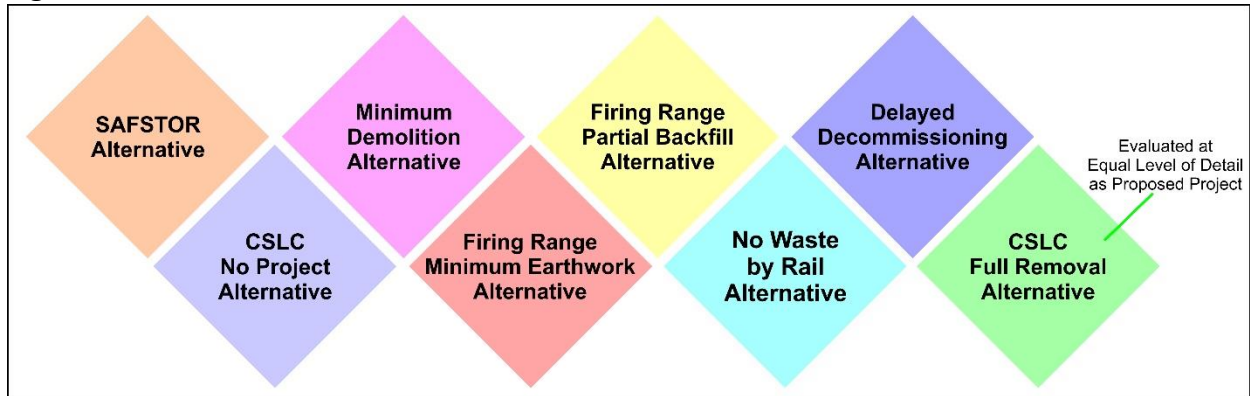 SAFSTOR
Alternative
Minimum
Demolition
Alternative
Firing Range
Partial Backfill
Alternative
Delayed
Decommissioning
Alternative
Evaluated at
Equal Level of Detail
as Proposed Project
CSLC
No Project
Alternative
Firing Range
Minimum Earthwork
Alternative
No Waste
by Rail
Alternative
CSLC
Full Removal
Alternative